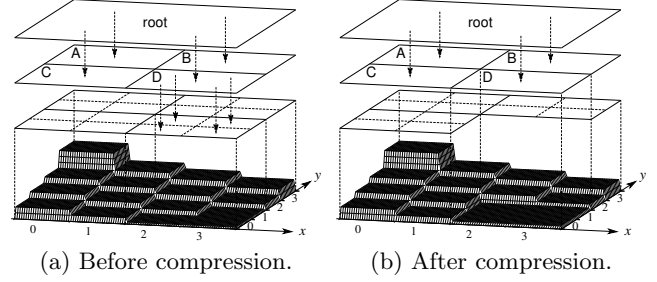 root
A
B
C
D
y
3
2
1
0
0
1
2
3
x
(a) Before compression.
root
A
B
C
D
y
3
2
1
0
0
1
2
3
x
(b) After compression.